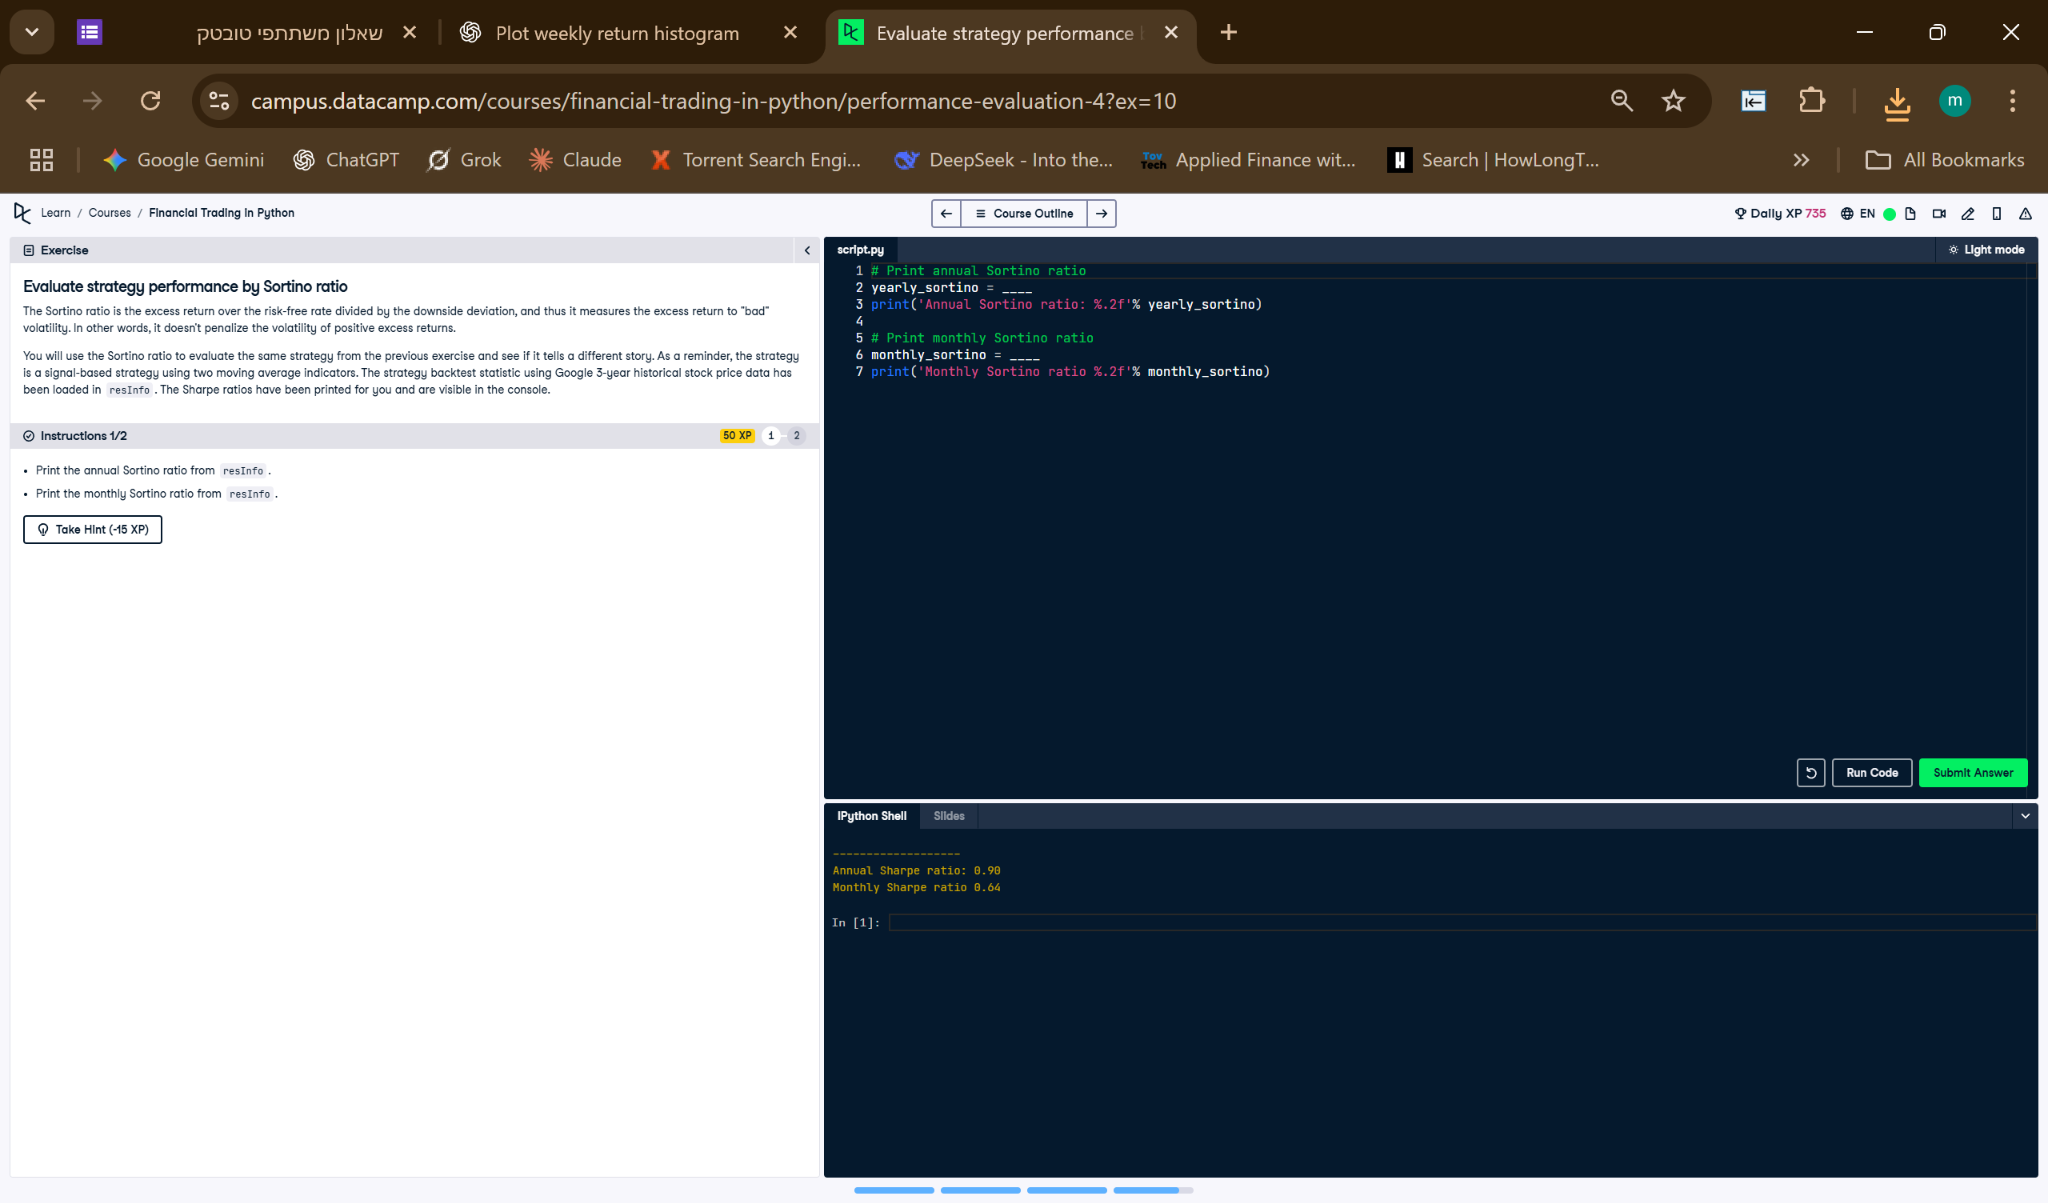 שאלון משתתפי טובטק
Plot weekly return histogram
Evaluate strategy performance
campus.datacamp.com/courses/financial-trading-in-python/performance-evaluation-4?ex=10
m
Google Gemini
ChatGPT
Grok
Claude
Torrent Search Engi...
DeepSeek - Into the...
Tov Tech
Applied Finance wit...
Search | HowLongT...
All Bookmarks
Learn / Courses / Financial Trading in Python
Course Outline
Daily XP 735
EN
Exercise
Evaluate strategy performance by Sortino ratio
The Sortino ratio is the excess return over the risk-free rate divided by the downside deviation, and thus it measures the excess return to "bad"
volatility. In other words, it doesn't penalize the volatility of positive excess returns.
You will use the Sortino ratio to evaluate the same strategy from the previous exercise and see if it tells a different story. As a reminder, the strategy
is a signal-based strategy using two moving average indicators. The strategy backtest statistic using Google 3-year historical stock price data has
been loaded in resInfo . The Sharpe ratios have been printed for you and are visible in the console.
Instructions 1/2
50 XP
1
2
• Print the annual Sortino ratio from resInfo .
• Print the monthly Sortino ratio from resInfo .
Take Hint (-15 XP)
script.py
Light mode
1 # Print annual Sortino ratio
2 yearly_sortino = ____
3 print('Annual Sortino ratio: %.2f'% yearly_sortino)
4
5 # Print monthly Sortino ratio
6 monthly_sortino = ____
7 print('Monthly Sortino ratio %.2f'% monthly_sortino)
Run Code
Submit Answer
IPython Shell
Slides
-------------------
Annual Sharpe ratio: 0.90
Monthly Sharpe ratio 0.64
In [1]: